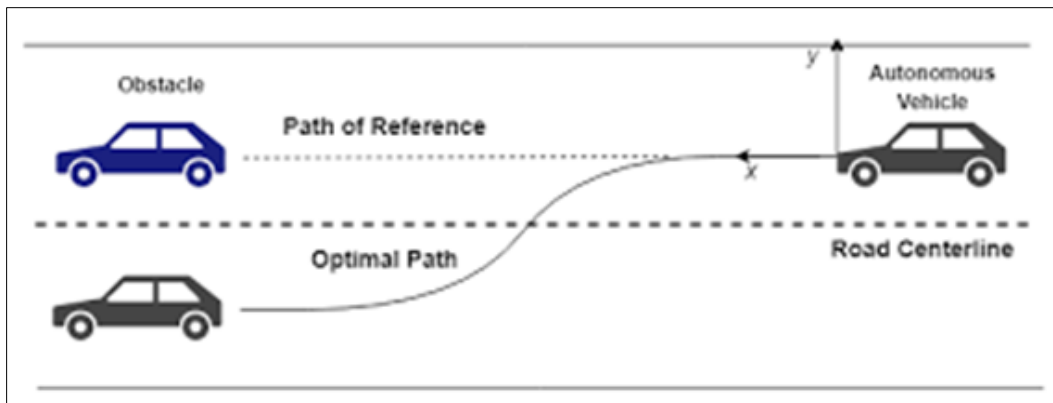 y
Autonomous
Vehicle
Obstacle
Path of Reference
x
Road Centerline
Optimal Path